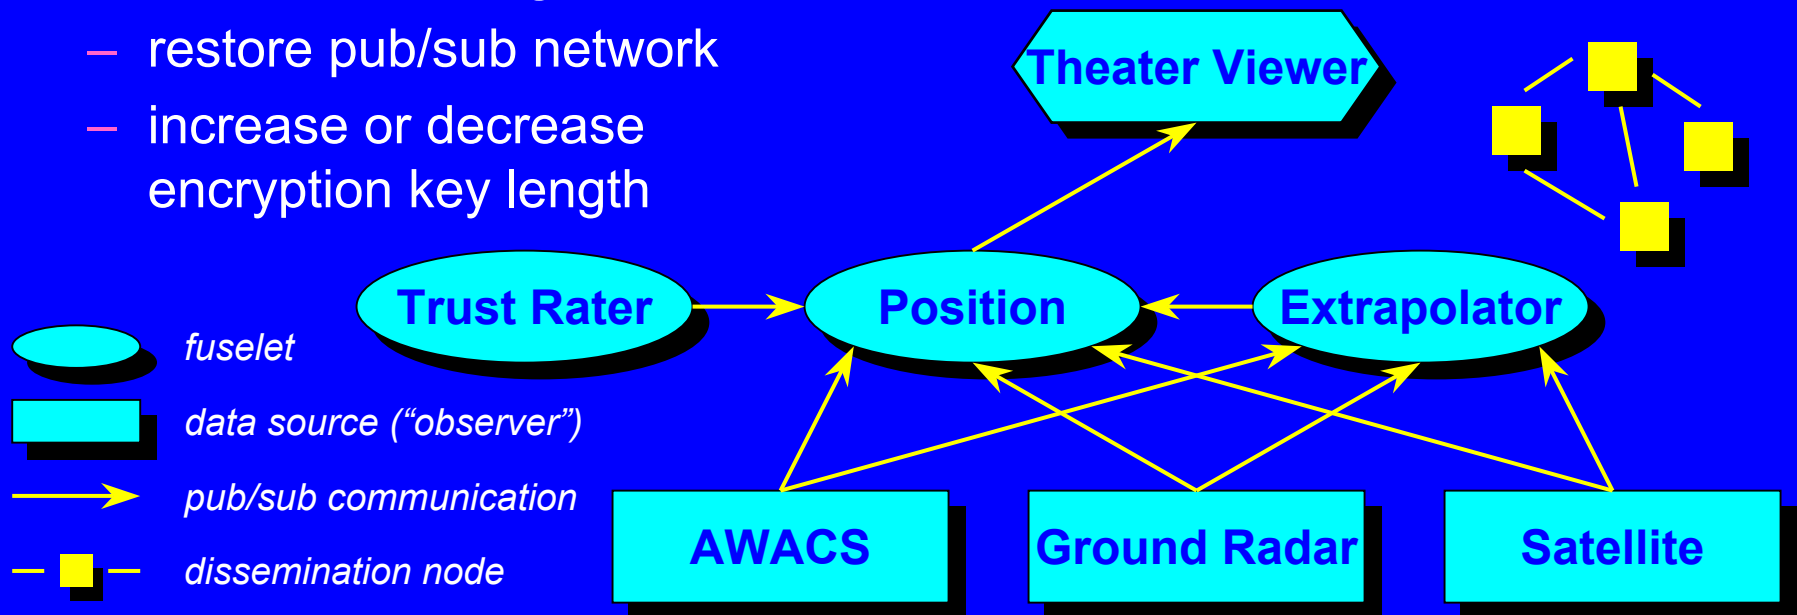 – restore pub/sub network
– increase or decrease
encryption key length
Theater Viewer
Trust Rater
Position
Extrapolator
fuselet
data source (“observer”)
pub/sub communication
dissemination node
AWACS
Ground Radar
Satellite